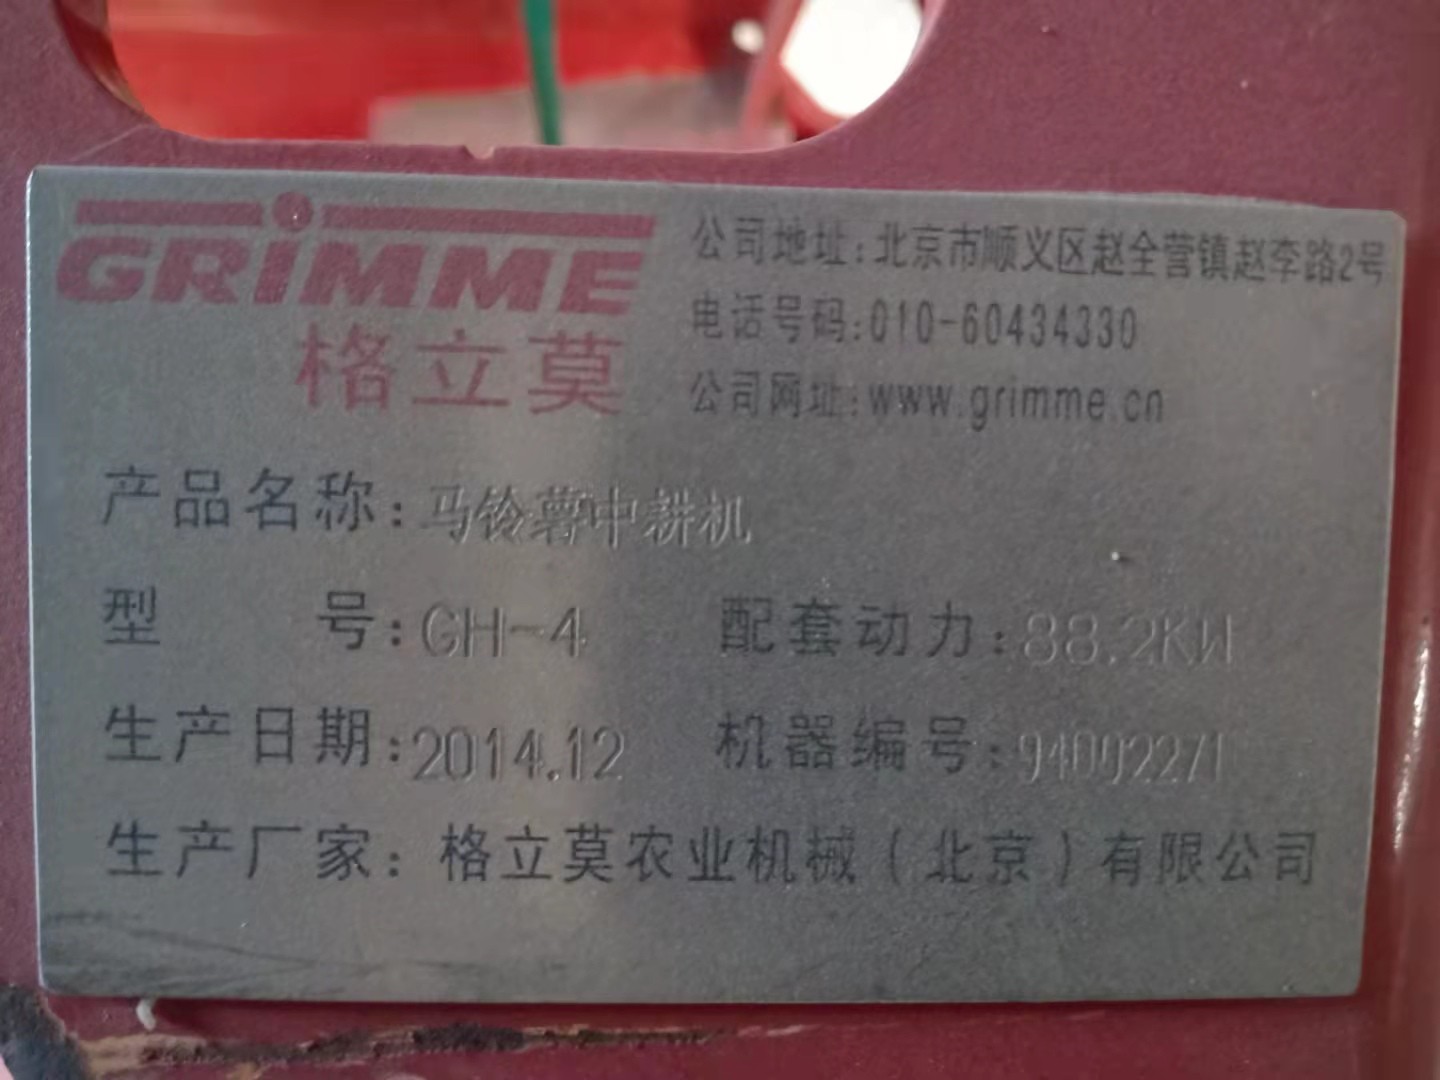 GRIMME
格立莫
公司地址:北京市顺义区赵全营镇赵李路2号
电话号码:010-60434330
公司网址:www.grimme.cn
产品名称:马铃薯中耕机
型 号:GH-4 配套动力:88.2KW
生产日期:2014.12 机器编号:
生产厂家:格立莫农业机械(北京)有限公司